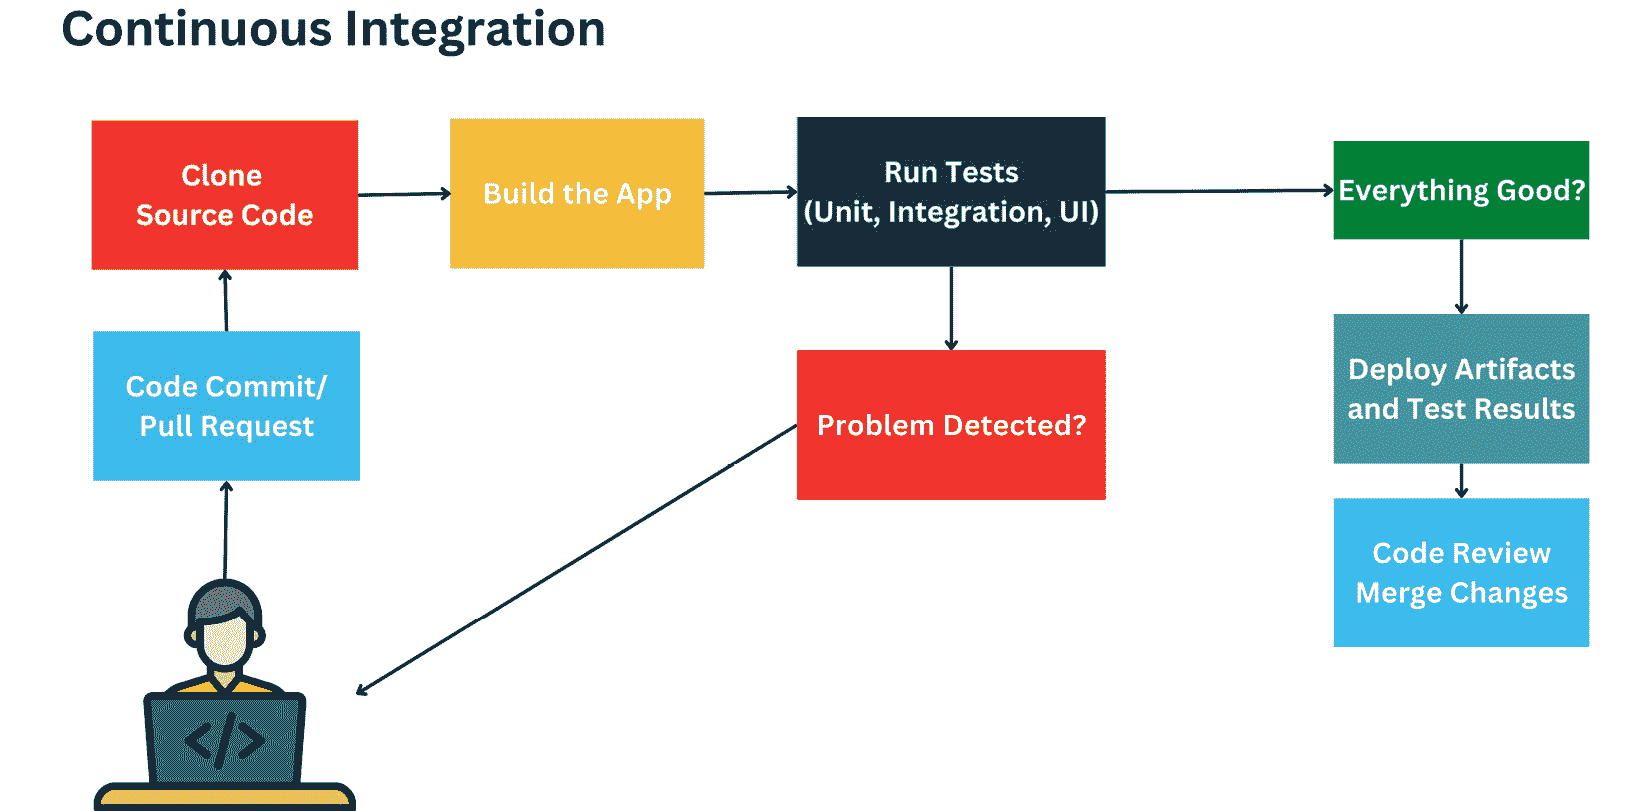 Continuous Integration
Clone
Source Code
Build the App
Run Tests
(Unit, Integration, UI)
Everything Good?
Code Commit/
Pull Request
Problem Detected?
Deploy Artifacts
and Test Results
Code Review
Merge Changes
</>